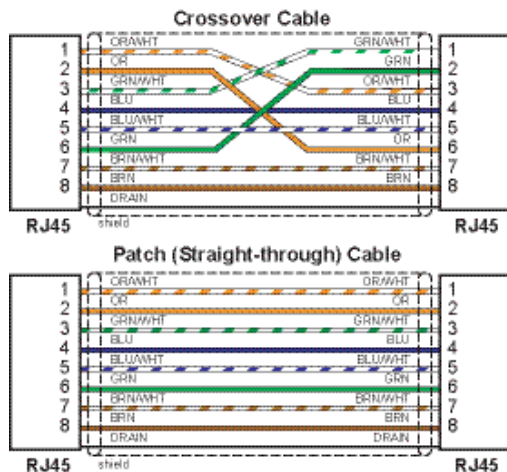 Crossover Cable
OR/WHT GRN/WHT
1 1
OR GRN
2 2
GRN/WHT OR/WHT
3 3
BLU BLU
4 4
BLU/WHT BLU/WHT
5 5
GRN OR
6 6
BRN/WHT BRN/WHT
7 7
BRN BRN
8 8
DRAIN
RJ45 shield RJ45
Patch (Straight-through) Cable
OR/WHT OR/WHT
1 1
OR OR
2 2
GRN/WHT GRN/WHT
3 3
BLU BLU
4 4
BLU/WHT BLU/WHT
5 5
GRN GRN
6 6
BRN/WHT BRN/WHT
7 7
BRN BRN
8 8
DRAIN DRAIN
RJ45 shield RJ45